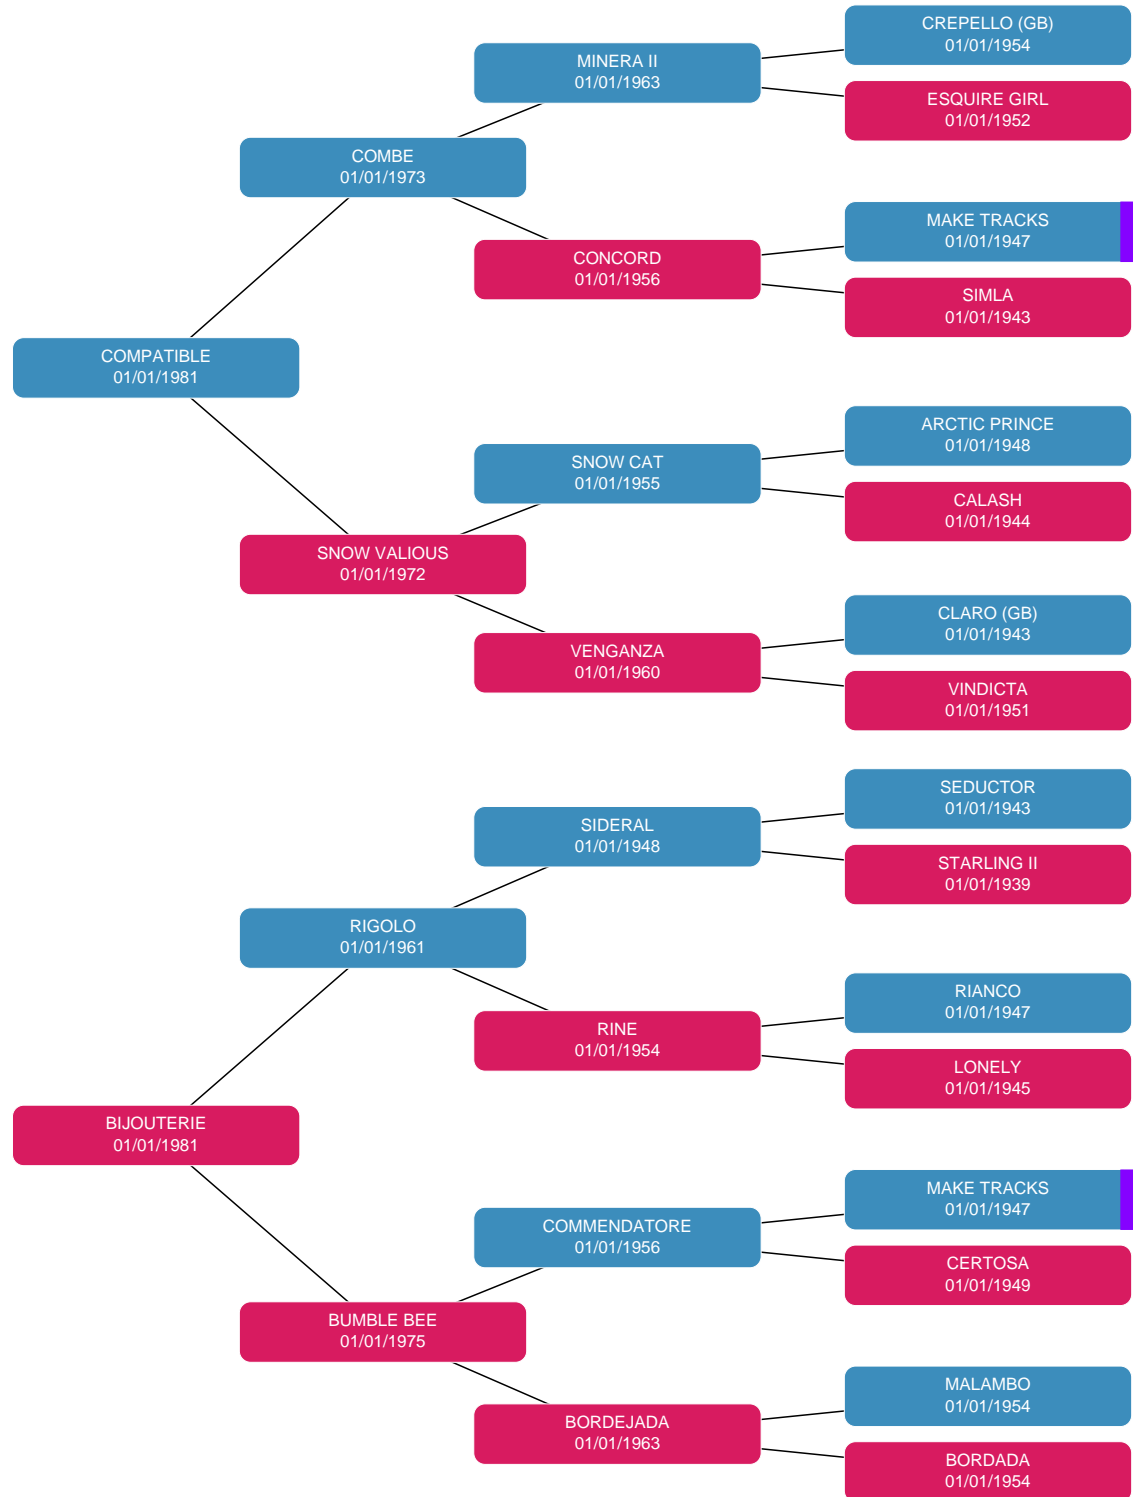 CREPELLO (GB)
01/01/1954
MINERA II
01/01/1963
ESQUIRE GIRL
01/01/1952
COMBE
01/01/1973
MAKE TRACKS
01/01/1947
CONCORD
01/01/1956
SIMLA
01/01/1943
COMPATIBLE
01/01/1981
ARCTIC PRINCE
01/01/1948
SNOW CAT
01/01/1955
CALASH
01/01/1944
SNOW VALIOUS
01/01/1972
CLARO (GB)
01/01/1943
VENGANZA
01/01/1960
VINDICTA
01/01/1951
SEDUCTOR
01/01/1943
SIDERAL
01/01/1948
STARLING II
01/01/1939
RIGOLO
01/01/1961
RIANCO
01/01/1947
RINE
01/01/1954
LONELY
01/01/1945
BIJOUTERIE
01/01/1981
MAKE TRACKS
01/01/1947
COMMENDATORE
01/01/1956
CERTOSA
01/01/1949
BUMBLE BEE
01/01/1975
MALAMBO
01/01/1954
BORDEJADA
01/01/1963
BORDADA
01/01/1954